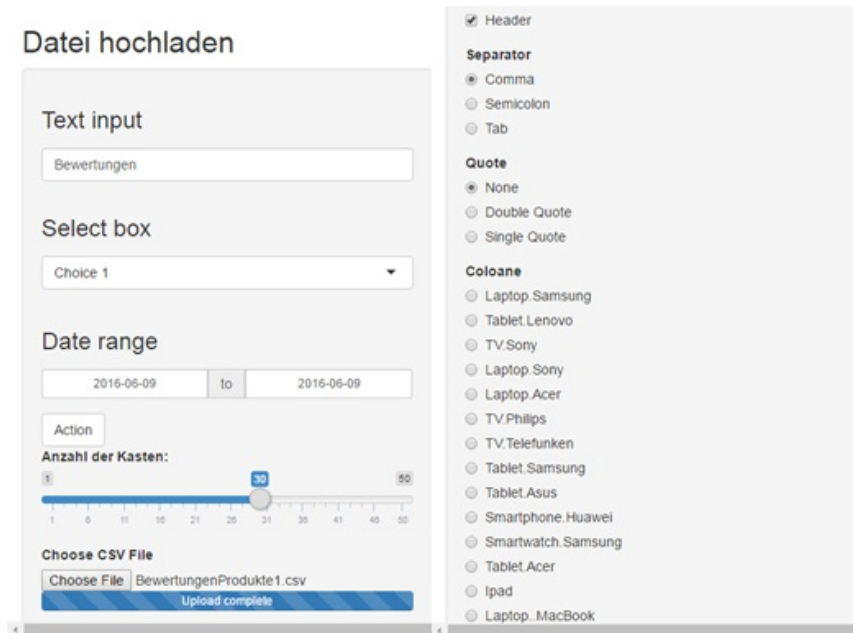 Datei hochladen
Text input
Bewertungen
Select box
Choice 1
Date range
2016-06-09 to 2016-06-09
Action
Anzahl der Kasten:
1 30 50
1 6 11 16 21 26 31 36 41 46 50
Choose CSV File
Choose File BewertungenProdukte1.csv
Upload complete
Header
Separator
Comma
Semicolon
Tab
Quote
None
Double Quote
Single Quote
Coloane
Laptop.Samsung
Tablet.Lenovo
TV.Sony
Laptop.Sony
Laptop.Acer
TV.Philips
TV.Telefunken
Tablet.Samsung
Tablet.Asus
Smartphone.Huawei
Smartwatch.Samsung
Tablet.Acer
Ipad
Laptop..MacBook